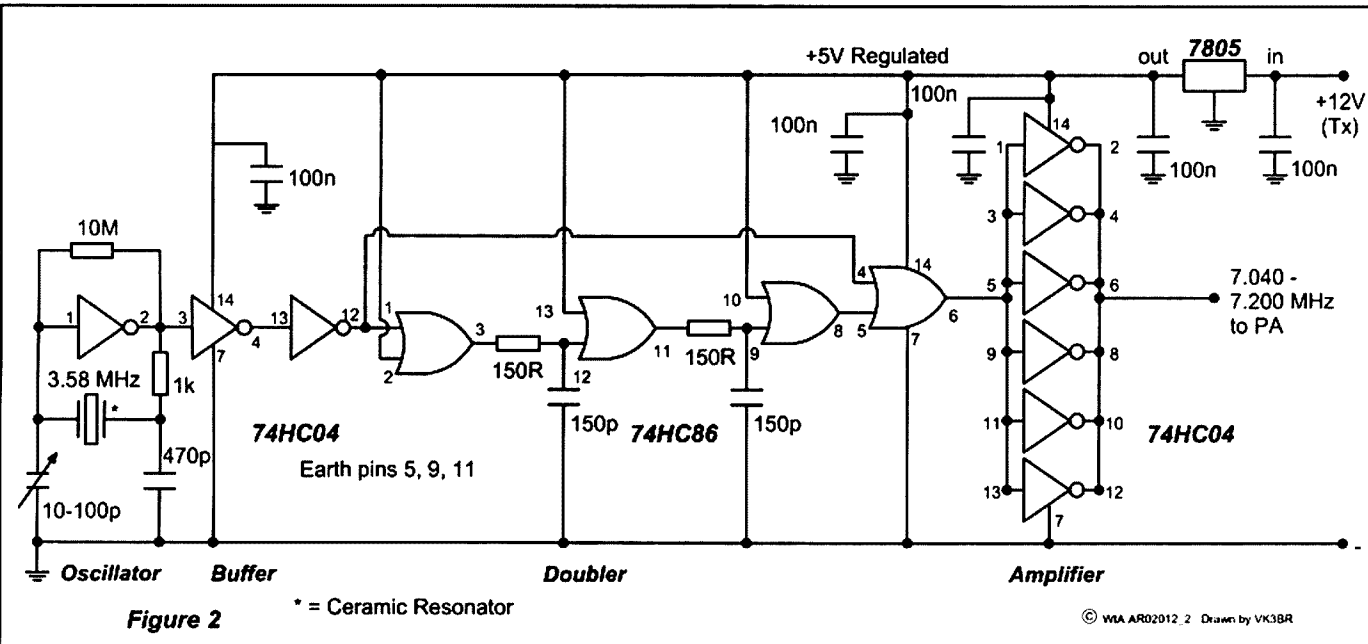 7805
+5V Regulated
out
in
100n
+12V
(Tx)
100n
100n
14
1
2
100n
100n
100n
10M
3
4
14
1
2
3
4
13
12
1
2
3
13
12
11
10
9
8
4
5
14
6
7
5
6
7.040 -
7.200 MHz
to PA
7
150R
150R
9
8
3.58 MHz
*
1k
74HC04
150p
74HC86
150p
11
10
74HC04
470p
Earth pins 5, 9, 11
13
12
10-100p
7
-
Oscillator
Buffer
Doubler
Amplifier
Figure 2
* = Ceramic Resonator
© WIA AR02012_2 Drawn by VK3BR